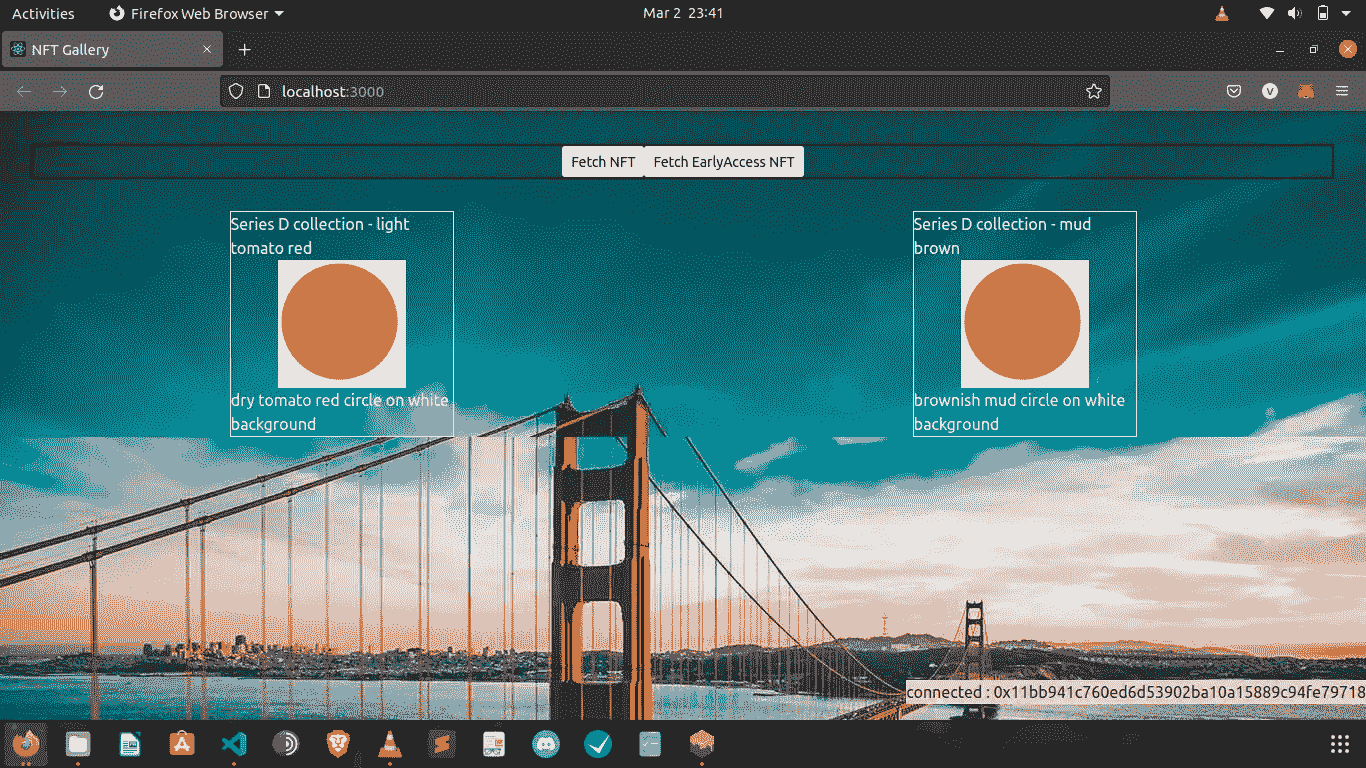 Activities
Firefox Web Browser
Mar 2 23:41
NFT Gallery
localhost:3000
V
Fetch NFT
Fetch EarlyAccess NFT
Series D collection - light
tomato red
dry tomato red circle on white
background
Series D collection - mud
brown
brownish mud circle on white
background
connected : 0x11bb941c760ed6d53902ba10a15889c94fe79718